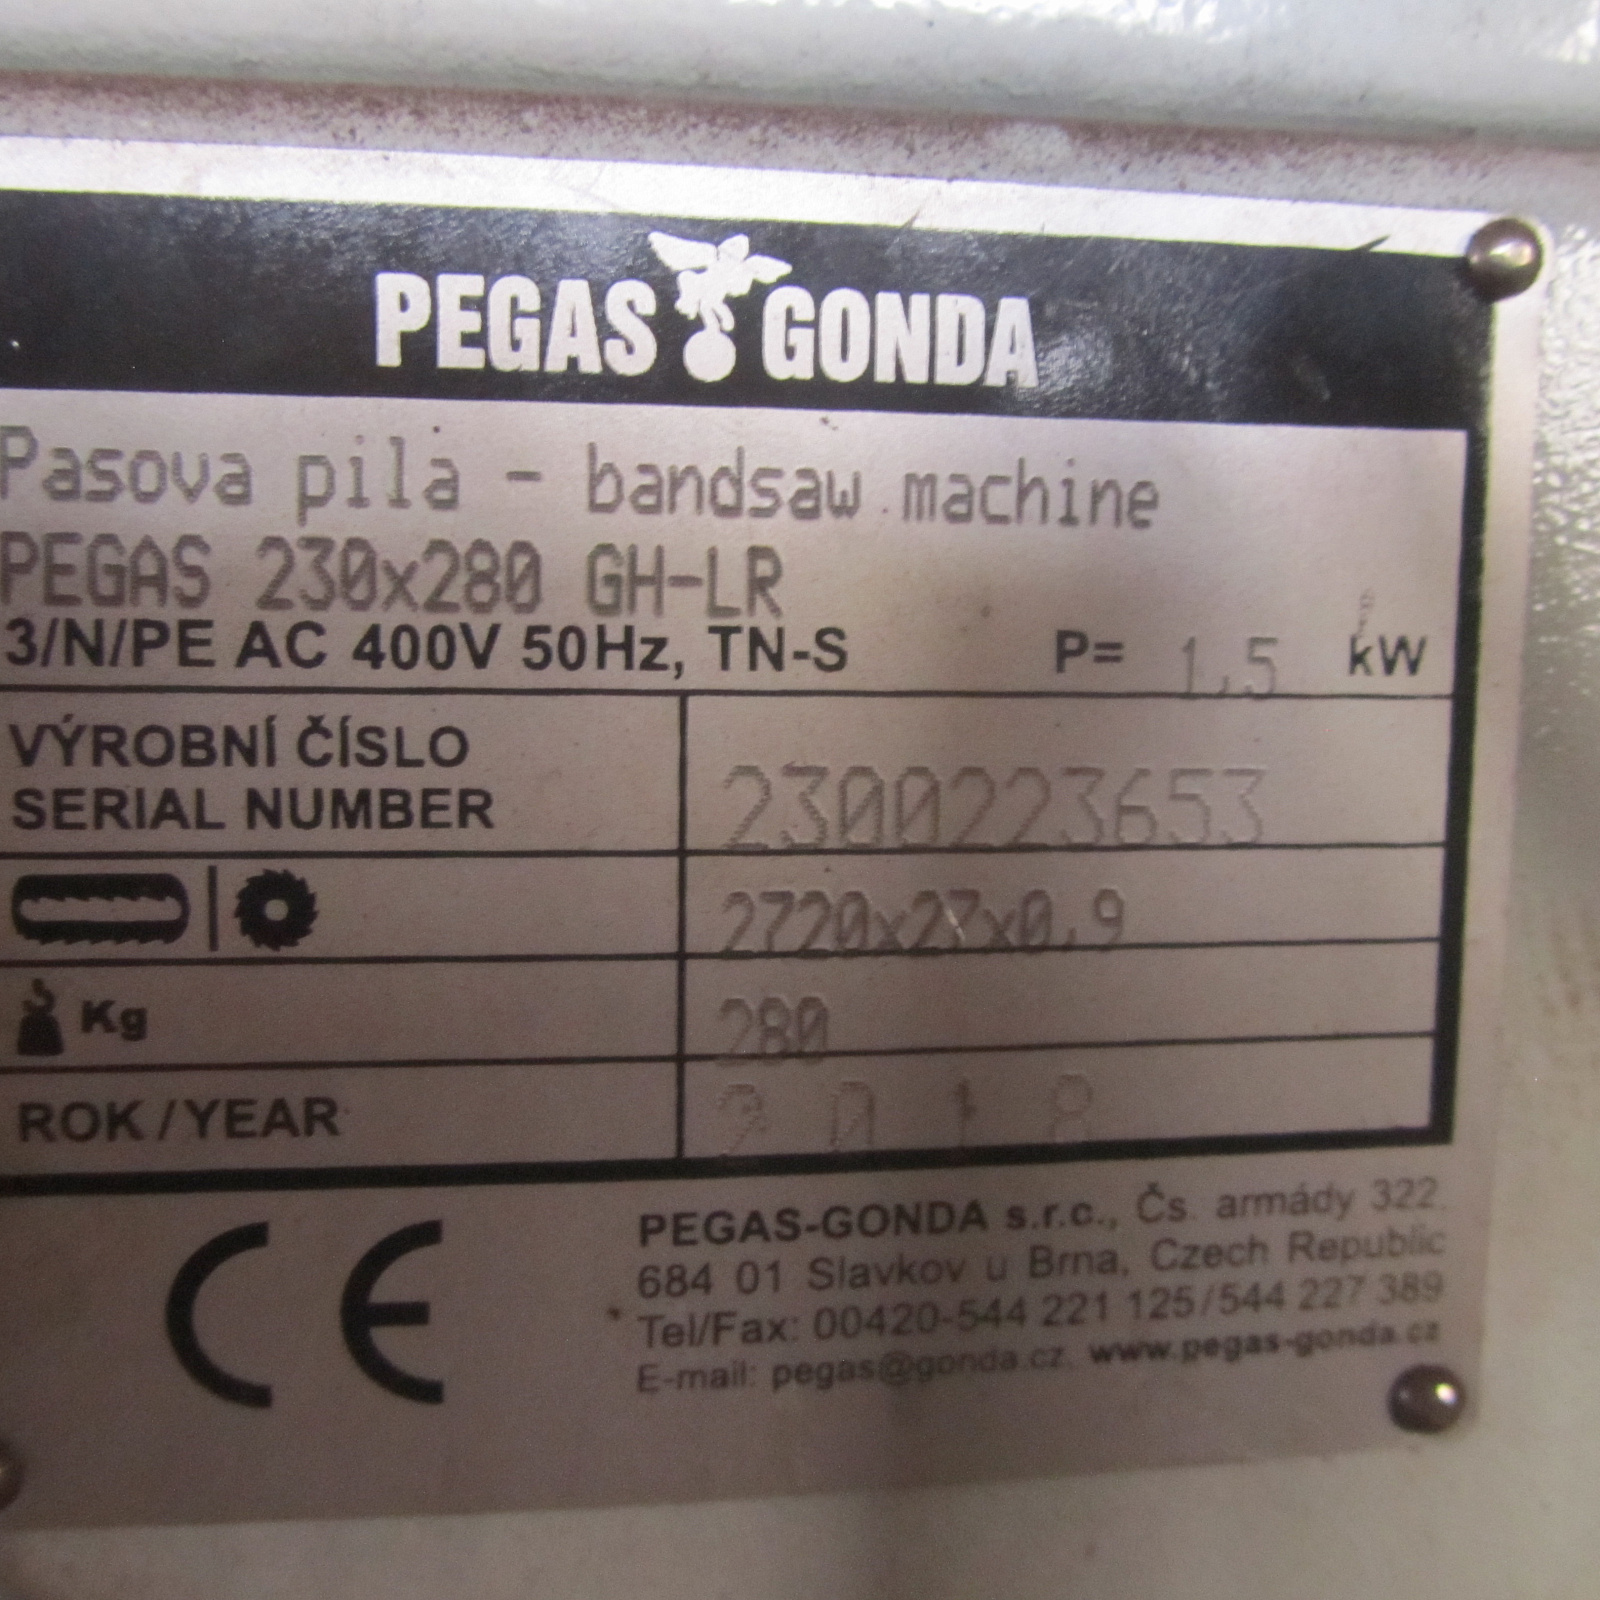 PEGAS GONDA
Pasova pila - bandsaw machine
PEGAS 230x280 GH-LR
3/N/PE AC 400V 50Hz, TN-S P= 1,5 kW
VÝROBNÍ ČÍSLO
SERIAL NUMBER 2300223653
2720x27x0,9
Kg 280
ROK / YEAR 2018
CE
PEGAS-GONDA s.r.o., Čs. armády 322,
684 01 Slavkov u Brna, Czech Republic
Tel/Fax: 00420-544 221 125/544 227 389
E-mail: pegas@gonda.cz, www.pegas-gonda.cz